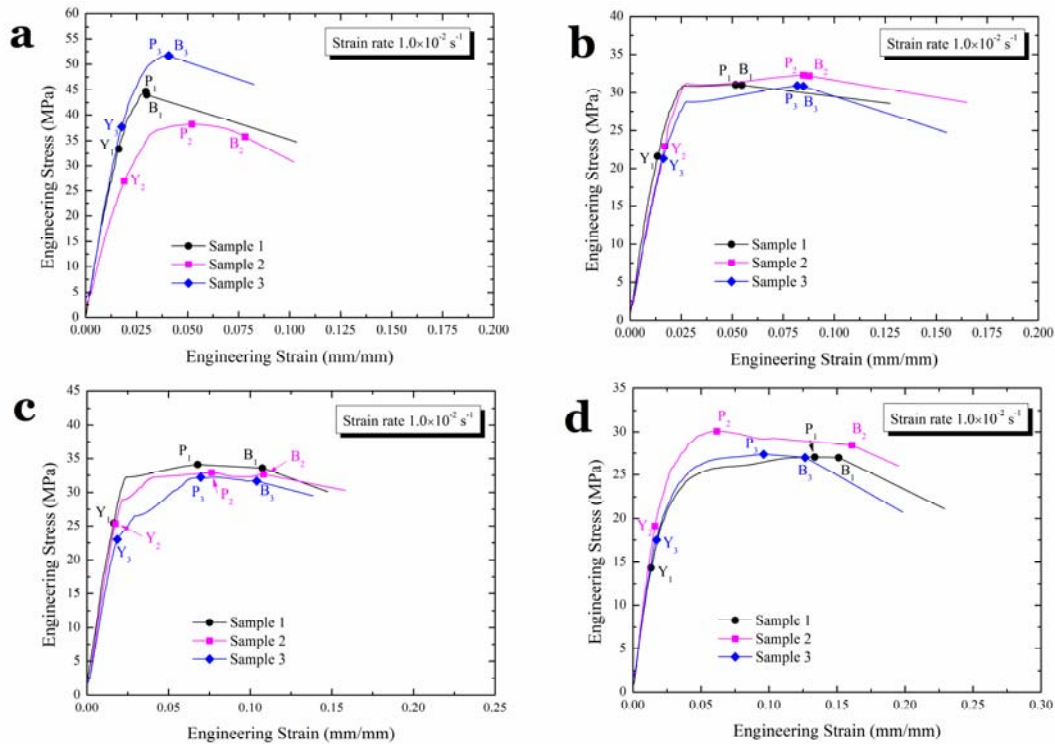 a
Strain rate 1.0×10⁻² s⁻¹
Engineering Stress (MPa)
60
55
50
45
40
35
30
25
20
15
10
5
0
P₃ B₃
P₁
B₁
Y₃
Y₁
P₂
B₂
Y₂
Sample 1
Sample 2
Sample 3
0.000 0.025 0.050 0.075 0.100 0.125 0.150 0.175 0.200
Engineering Strain (mm/mm)
b
Strain rate 1.0×10⁻² s⁻¹
Engineering Stress (MPa)
40
35
30
25
20
15
10
5
0
P₂ B₂
P₁ B₁
P₃ B₃
Y₁ Y₂
Y₃
Sample 1
Sample 2
Sample 3
0.000 0.025 0.050 0.075 0.100 0.125 0.150 0.175 0.200
Engineering Strain (mm/mm)
c
Strain rate 1.0×10⁻² s⁻¹
Engineering Stress (MPa)
45
40
35
30
25
20
15
10
5
0
P₁ B₁ B₂
P₃ P₂ B₃
Y₁
Y₂
Y₃
Sample 1
Sample 2
Sample 3
0.00 0.05 0.10 0.15 0.20 0.25
Engineering Strain (mm/mm)
d
Strain rate 1.0×10⁻² s⁻¹
Engineering Stress (MPa)
35
30
25
20
15
10
5
0
P₂ B₂
P₁
P₃
B₃ B₁
Y₂
Y₃
Y₁
Sample 1
Sample 2
Sample 3
0.00 0.05 0.10 0.15 0.20 0.25 0.30
Engineering Strain (mm/mm)